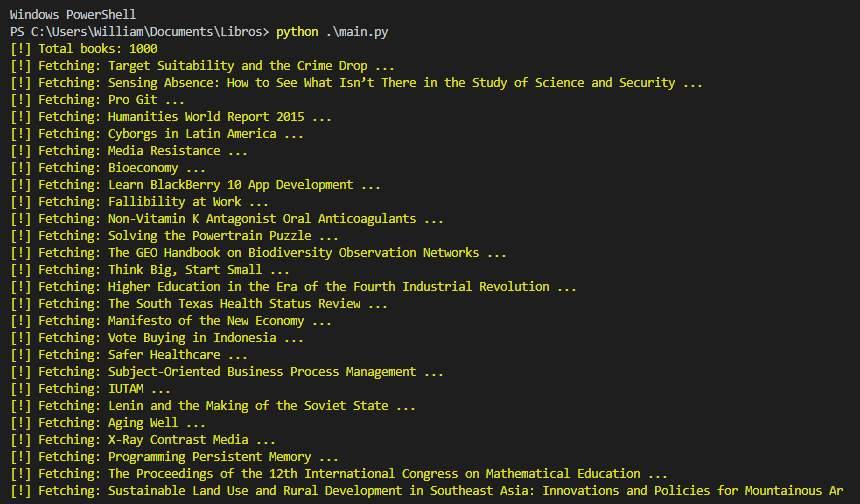 Windows PowerShell
PS C:\Users\William\Documents\Libros> python .\main.py
[!] Total books: 1000
[!] Fetching: Target Suitability and the Crime Drop ...
[!] Fetching: Sensing Absence: How to See What Isn’t There in the Study of Science and Security ...
[!] Fetching: Pro Git ...
[!] Fetching: Humanities World Report 2015 ...
[!] Fetching: Cyborgs in Latin America ...
[!] Fetching: Media Resistance ...
[!] Fetching: Bioeconomy ...
[!] Fetching: Learn BlackBerry 10 App Development ...
[!] Fetching: Fallibility at Work ...
[!] Fetching: Non-Vitamin K Antagonist Oral Anticoagulants ...
[!] Fetching: Solving the Powertrain Puzzle ...
[!] Fetching: The GEO Handbook on Biodiversity Observation Networks ...
[!] Fetching: Think Big, Start Small ...
[!] Fetching: Higher Education in the Era of the Fourth Industrial Revolution ...
[!] Fetching: The South Texas Health Status Review ...
[!] Fetching: Manifesto of the New Economy ...
[!] Fetching: Vote Buying in Indonesia ...
[!] Fetching: Safer Healthcare ...
[!] Fetching: Subject-Oriented Business Process Management ...
[!] Fetching: IUTAM ...
[!] Fetching: Lenin and the Making of the Soviet State ...
[!] Fetching: Aging Well ...
[!] Fetching: X-Ray Contrast Media ...
[!] Fetching: Programming Persistent Memory ...
[!] Fetching: The Proceedings of the 12th International Congress on Mathematical Education ...
[!] Fetching: Sustainable Land Use and Rural Development in Southeast Asia: Innovations and Policies for Mountainous Ar